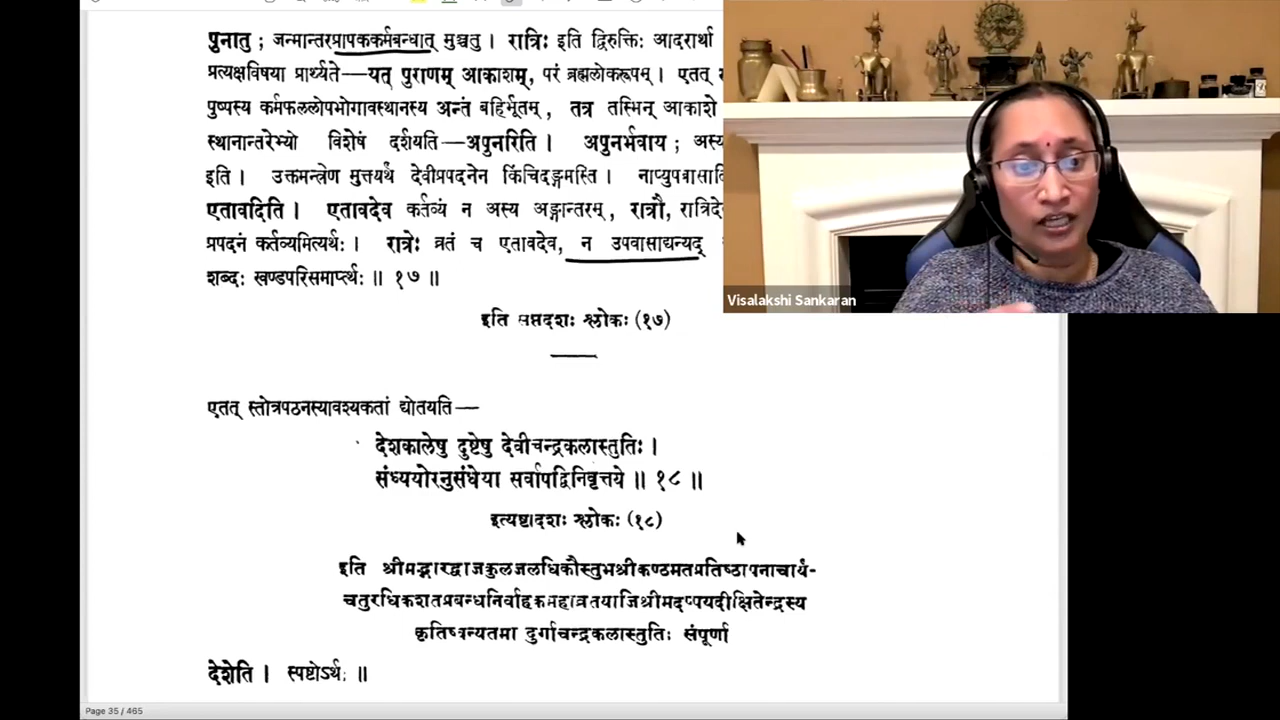 पुनातु ; जन्मान्तरप्रापककर्मबन्धात् मुञ्चतु । रात्रिः इति द्विरुक्तिः आदरार्था
प्रत्यक्षविषया प्रार्थ्यते—यत् पुराणम् आकाशम्, परं ब्रह्मलोकरूपम् । एतत्
पुष्पस्य कर्मफललोपभोगावस्थानस्य अन्तं बहिर्भूतम्, तत्र तस्मिन् आकाशे
स्थानान्तरेभ्यो विशेषं दर्शयति—अपुनरिति । अपुनर्भवाय ; अस्य
इति । उक्तमन्त्रेण मुक्त्यर्थं देवीप्रपदनेन किंचिदङ्गमस्ति । नाप्युपवासादि
एतावदिति । एतावदेव कर्तव्यं न अस्य अङ्गान्तरम्, रात्रौ, रात्रिदे
प्रपदनं कर्तव्यमित्यर्थः । रात्रेः व्रतं च एतावदेव, न उपवासाद्यन्यद्
शब्दः खण्डपरिसमाप्त्यर्थः ॥ १७ ॥
इति सप्तदशः श्लोकः (१७)
एतत् स्तोत्रपठनस्यावश्यकतां द्योतयति—
देशकालेषु दुष्टेषु देवीचन्द्रकलास्तुतिः ।
संध्ययोरनुसंधेया सर्वापद्विनिवृत्तये ॥ १८ ॥
इत्यष्टादशः श्लोकः (१८)
इति श्रीमद्भारद्वाजकुलजलधिकौस्तुभश्रीकण्ठमतप्रतिष्ठापनाचार्य-
चतुरधिकशतप्रबन्धनिर्वाहकमहाव्रतयाजिश्रीमदप्पयदीक्षितेन्द्रस्य
कृतिष्वन्यतमा दुर्गाचन्द्रकलास्तुतिः संपूर्णा
देशेति । स्पष्टोऽर्थः ॥
Visalakshi Sankaran
Page 35 / 465